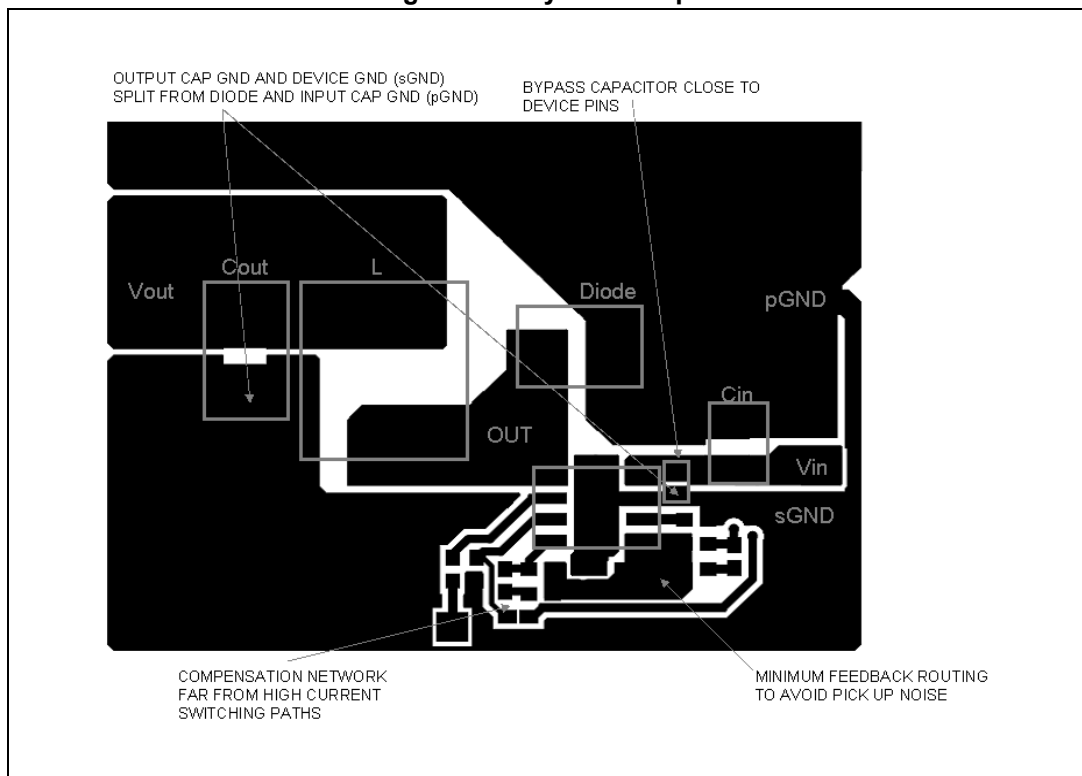 OUTPUT CAP GND AND DEVICE GND (sGND)
SPLIT FROM DIODE AND INPUT CAP GND (pGND)
BYPASS CAPACITOR CLOSE TO
DEVICE PINS
Cout
L
Vout
Diode
pGND
Cin
OUT
Vin
sGND
COMPENSATION NETWORK
FAR FROM HIGH CURRENT
SWITCHING PATHS
MINIMUM FEEDBACK ROUTING
TO AVOID PICK UP NOISE